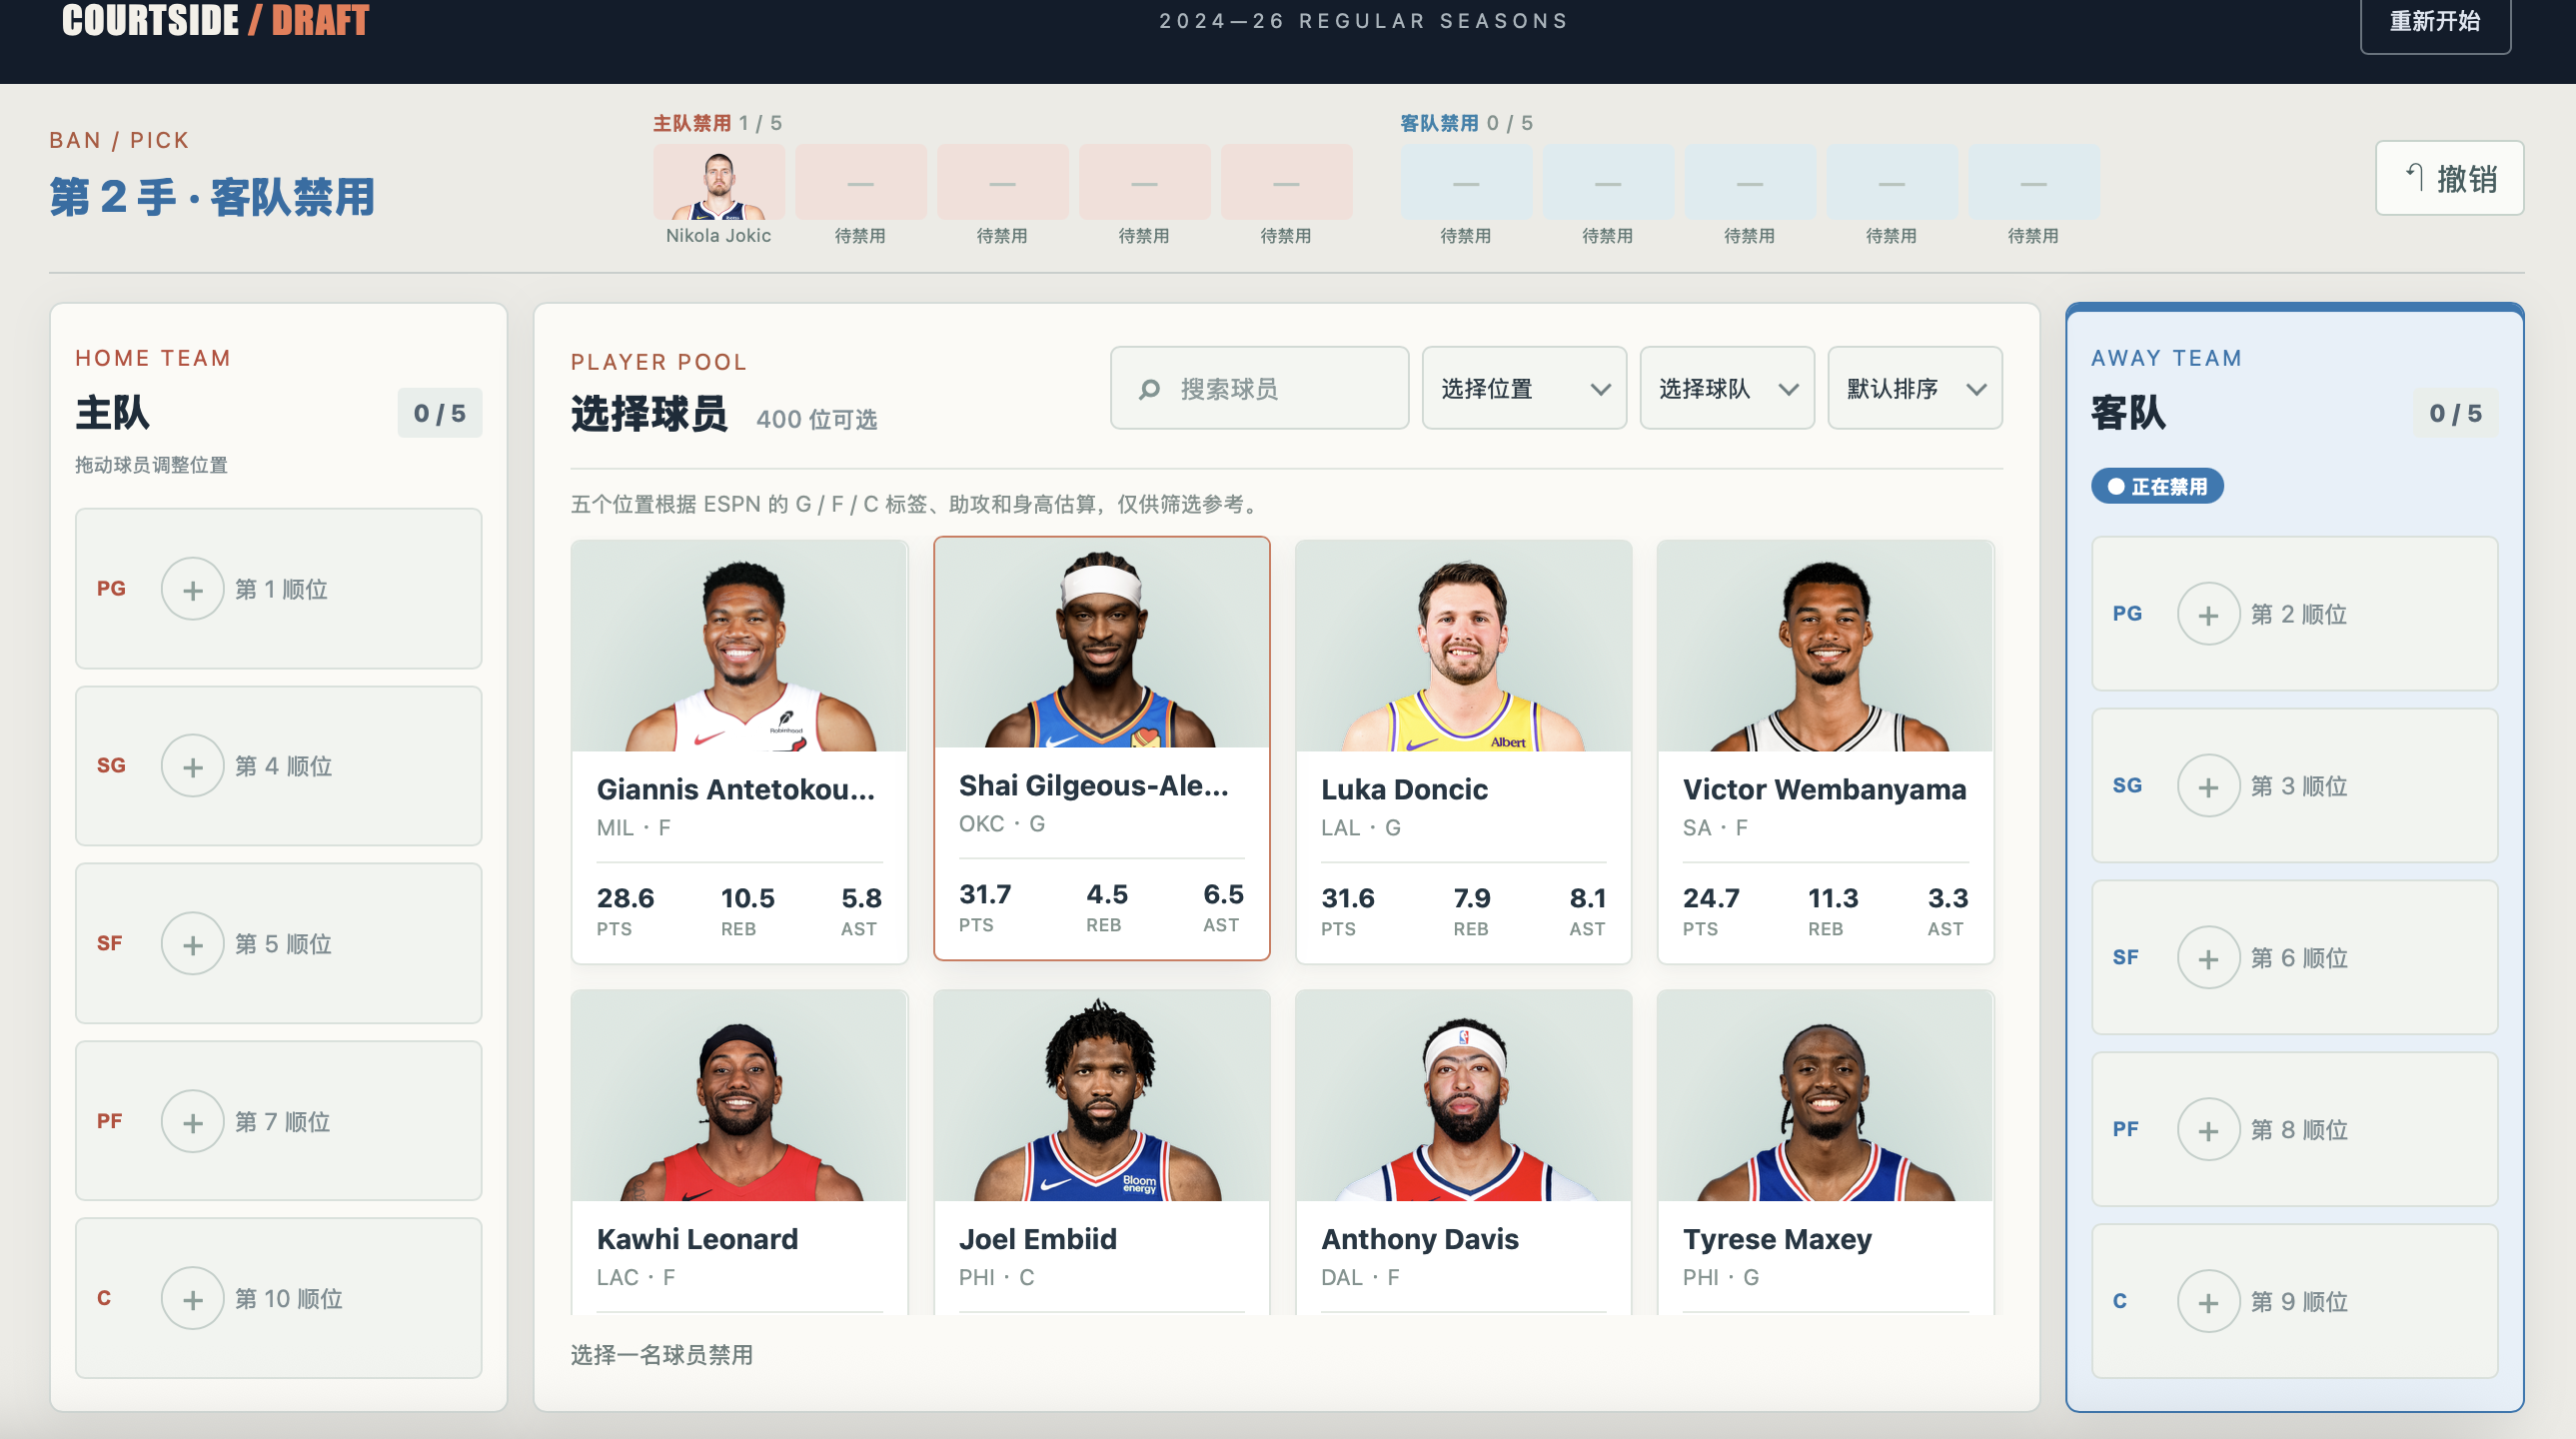 COURTSIDE / DRAFT
2024—26 REGULAR SEASONS
重新开始
BAN / PICK
第 2 手 · 客队禁用
主队禁用 1 / 5
Nikola Jokic
—
待禁用
—
待禁用
—
待禁用
—
待禁用
客队禁用 0 / 5
—
待禁用
—
待禁用
—
待禁用
—
待禁用
—
待禁用
撤销
HOME TEAM
主队
0 / 5
拖动球员调整位置
PG + 第 1 顺位
SG + 第 4 顺位
SF + 第 5 顺位
PF + 第 7 顺位
C + 第 10 顺位
PLAYER POOL
选择球员 400 位可选
搜索球员
选择位置
选择球队
默认排序
五个位置根据 ESPN 的 G / F / C 标签、助攻和身高估算，仅供筛选参考。
Robinhood
Giannis Antetokou...
MIL · F
28.6 10.5 5.8
PTS REB AST
Shai Gilgeous-Ale...
OKC · G
31.7 4.5 6.5
PTS REB AST
Albert
Luka Doncic
LAL · G
31.6 7.9 8.1
PTS REB AST
Victor Wembanyama
SA · F
24.7 11.3 3.3
PTS REB AST
Kawhi Leonard
LAC · F
Bloom
energy
Joel Embiid
PHI · C
Anthony Davis
DAL · F
Tyrese Maxey
PHI · G
选择一名球员禁用
AWAY TEAM
客队
0 / 5
正在禁用
PG + 第 2 顺位
SG + 第 3 顺位
SF + 第 6 顺位
PF + 第 8 顺位
C + 第 9 顺位